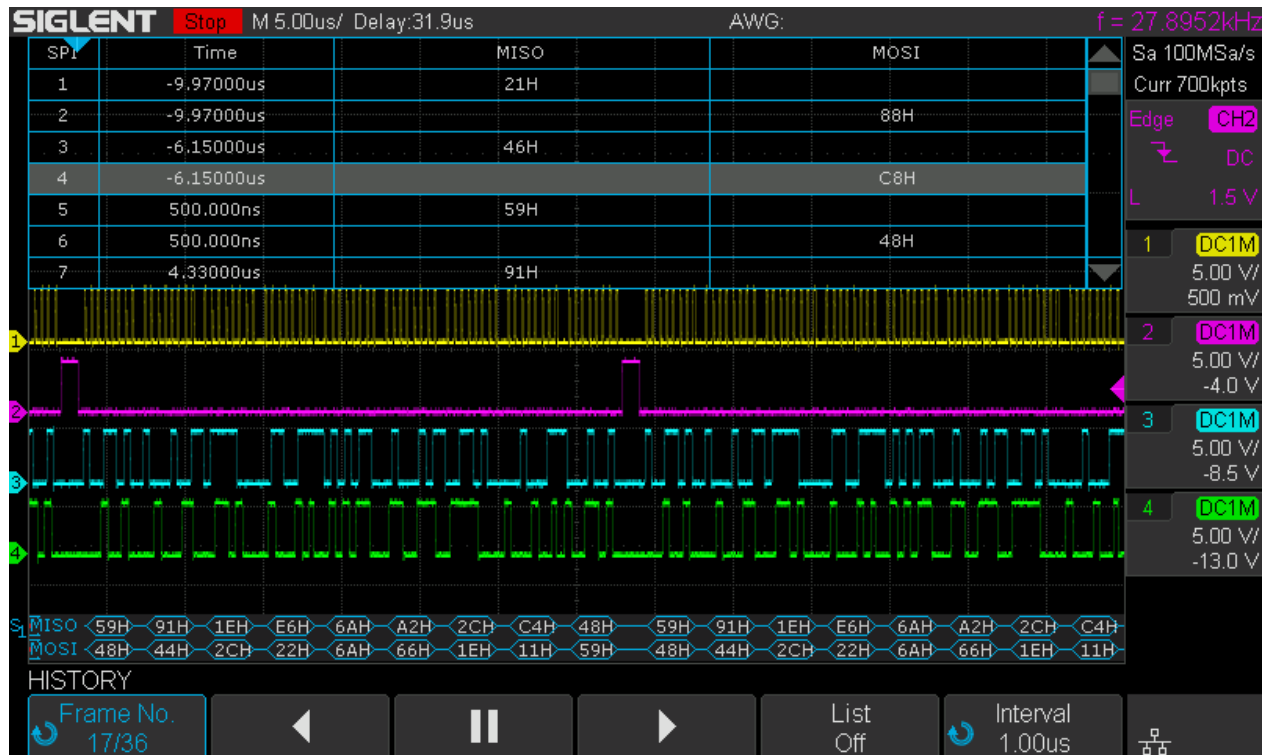 SIGLENT Stop M 5.00us/ Delay:31.9us AWG: f = 27.8952kHz
SPI Time MISO MOSI
1 -9.97000us 21H
2 -9.97000us 88H
3 -6.15000us 46H
4 -6.15000us C8H
5 500.000ns 59H
6 500.000ns 48H
7 4.33000us 91H
Sa 100MSa/s
Curr 700kpts
Edge CH2
DC
L 1.5 V
1 DC1M
5.00 V/
500 mV
2 DC1M
5.00 V/
-4.0 V
3 DC1M
5.00 V/
-8.5 V
4 DC1M
5.00 V/
-13.0 V
1
2
3
4
S1 MISO 59H 91H 1EH E6H 6AH A2H 2CH C4H 48H 59H 91H 1EH E6H 6AH A2H 2CH C4H
MOSI 48H 44H 2CH 22H 6AH 66H 1EH 11H 59H 48H 44H 2CH 22H 6AH 66H 1EH 11H
HISTORY
Frame No.
17/36
List
Off
Interval
1.00us